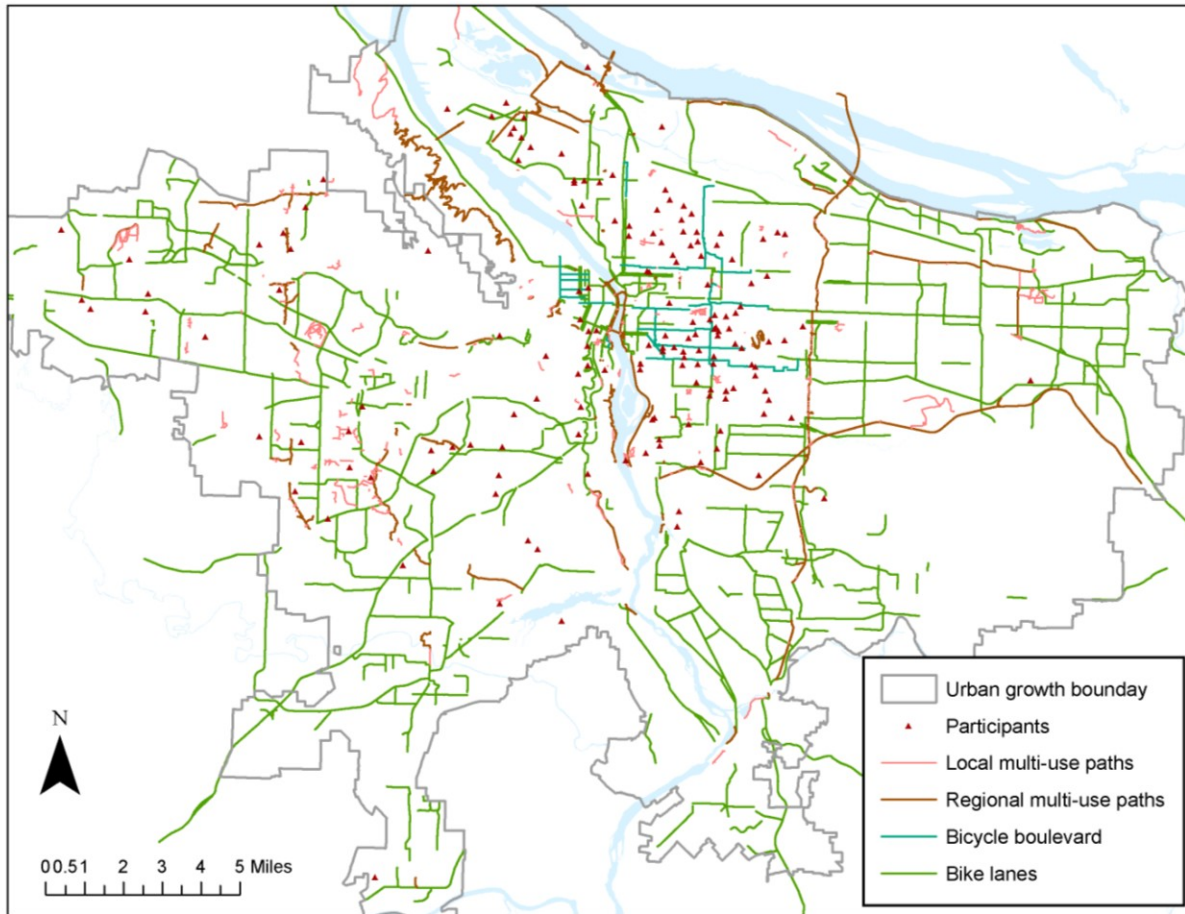 N
0 0.5 1 2 3 4 5 Miles
Urban growth bounday
Participants
Local multi-use paths
Regional multi-use paths
Bicycle boulevard
Bike lanes